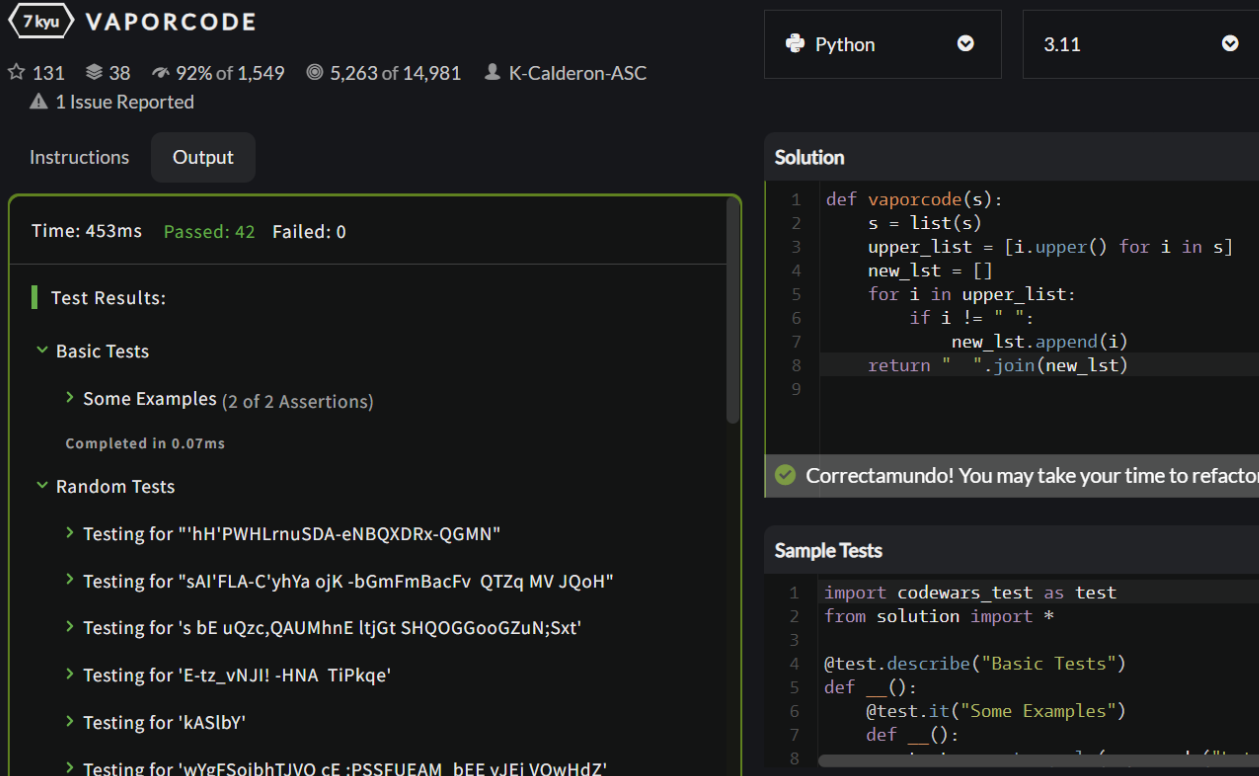 7 kyu VAPORCODE
131 38 92% of 1,549 5,263 of 14,981 K-Calderon-ASC
1 Issue Reported
Python 3.11
Instructions Output
Time: 453ms Passed: 42 Failed: 0
Test Results:
Basic Tests
Some Examples (2 of 2 Assertions)
Completed in 0.07ms
Random Tests
Testing for "'hH'PWHLrnuSDA-eNBQXDRx-QGMN"
Testing for "sAI'FLA-C'yhYa ojK -bGmFmBacFv  QTZq MV JQoH"
Testing for 's bE uQzc,QAUMhnE ltjGt SHQOGGooGZuN;Sxt'
Testing for 'E-tz_vNJI! -HNA  TiPkqe'
Testing for 'kASlbY'
Testing for 'wYgFSoibhTJVO cE :PSSFUEAM  bEE vJEi VOwHdZ'
Solution
1 def vaporcode(s):
2     s = list(s)
3     upper_list = [i.upper() for i in s]
4     new_lst = []
5     for i in upper_list:
6         if i != " ":
7             new_lst.append(i)
8     return "  ".join(new_lst)
9
Correctamundo! You may take your time to refactor
Sample Tests
1 import codewars_test as test
2 from solution import *
3
4 @test.describe("Basic Tests")
5 def __():
6     @test.it("Some Examples")
7     def __():
8